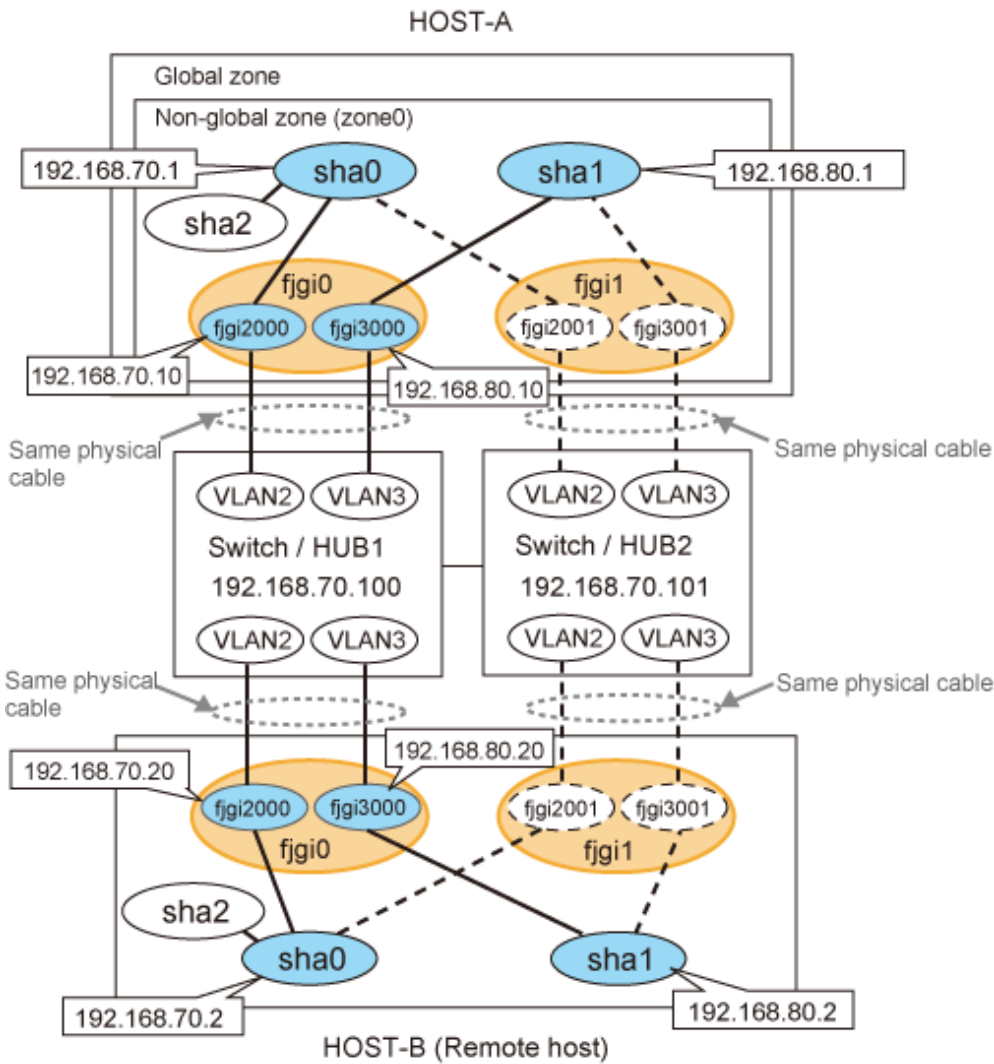 HOST-A
Global zone
Non-global zone (zone0)
192.168.70.1
sha0
sha1
192.168.80.1
sha2
fjgi0
fjgi1
fjgi2000
fjgi3000
fjgi2001
fjgi3001
192.168.70.10
192.168.80.10
Same physical
cable
Same physical cable
VLAN2
VLAN3
VLAN2
VLAN3
Switch / HUB1
Switch / HUB2
192.168.70.100
192.168.70.101
VLAN2
VLAN3
VLAN2
VLAN3
Same physical
cable
Same physical cable
192.168.80.20
192.168.70.20
fjgi2000
fjgi3000
fjgi2001
fjgi3001
fjgi0
fjgi1
sha2
sha0
sha1
192.168.70.2
192.168.80.2
HOST-B (Remote host)